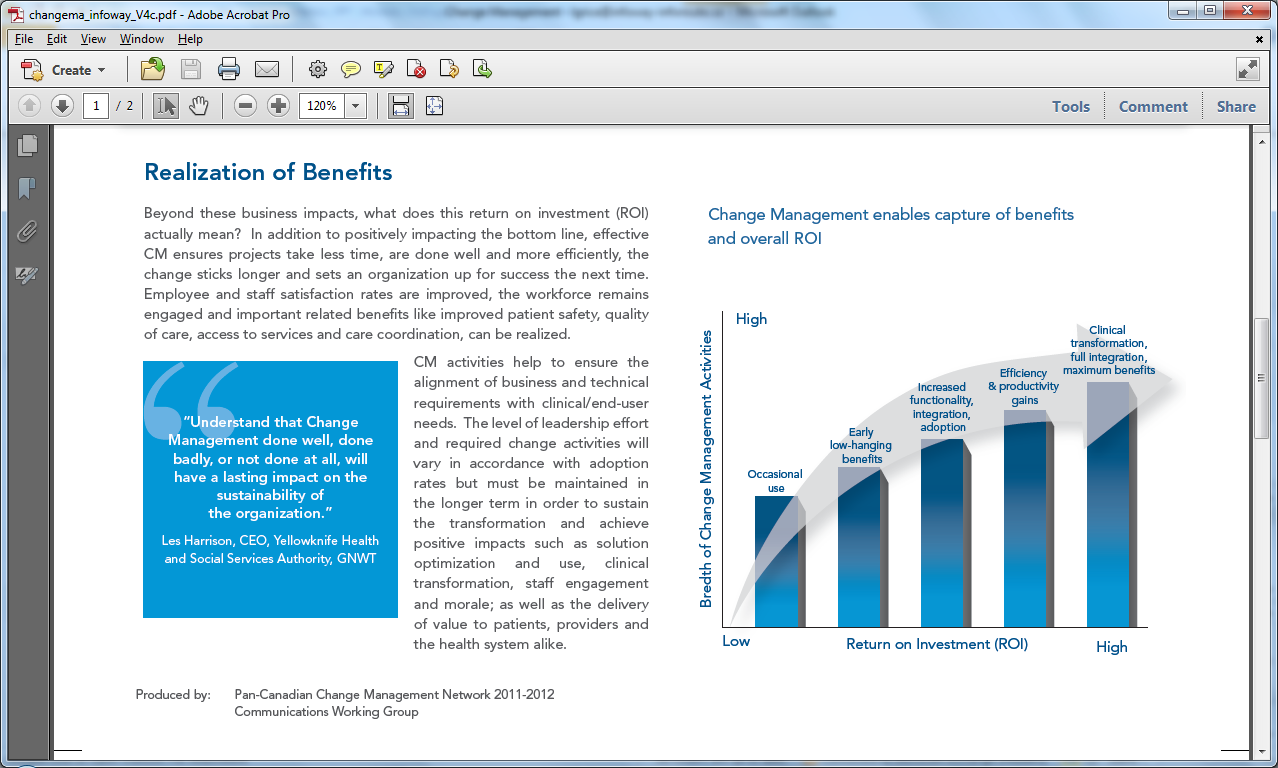 changema_infoway_V4c.pdf - Adobe Acrobat Pro
File Edit View Window Help
Create
1 / 2
120%
Tools Comment Share
Realization of Benefits
Beyond these business impacts, what does this return on investment (ROI)
actually mean? In addition to positively impacting the bottom line, effective
CM ensures projects take less time, are done well and more efficiently, the
change sticks longer and sets an organization up for success the next time.
Employee and staff satisfaction rates are improved, the workforce remains
engaged and important related benefits like improved patient safety, quality
of care, access to services and care coordination, can be realized.
“Understand that Change
Management done well, done
badly, or not done at all, will
have a lasting impact on the
sustainability of
the organization.”
Les Harrison, CEO, Yellowknife Health
and Social Services Authority, GNWT
CM activities help to ensure the
alignment of business and technical
requirements with clinical/end-user
needs. The level of leadership effort
and required change activities will
vary in accordance with adoption
rates but must be maintained in
the longer term in order to sustain
the transformation and achieve
positive impacts such as solution
optimization and use, clinical
transformation, staff engagement
and morale; as well as the delivery
of value to patients, providers and
the health system alike.
Change Management enables capture of benefits
and overall ROI
Bredth of Change Management Activities
High
Occasional
use
Early
low-hanging
benefits
Increased
functionality,
integration,
adoption
Efficiency
& productivity
gains
Clinical
transformation,
full integration,
maximum benefits
Low
Return on Investment (ROI)
High
Produced by: Pan-Canadian Change Management Network 2011-2012
Communications Working Group